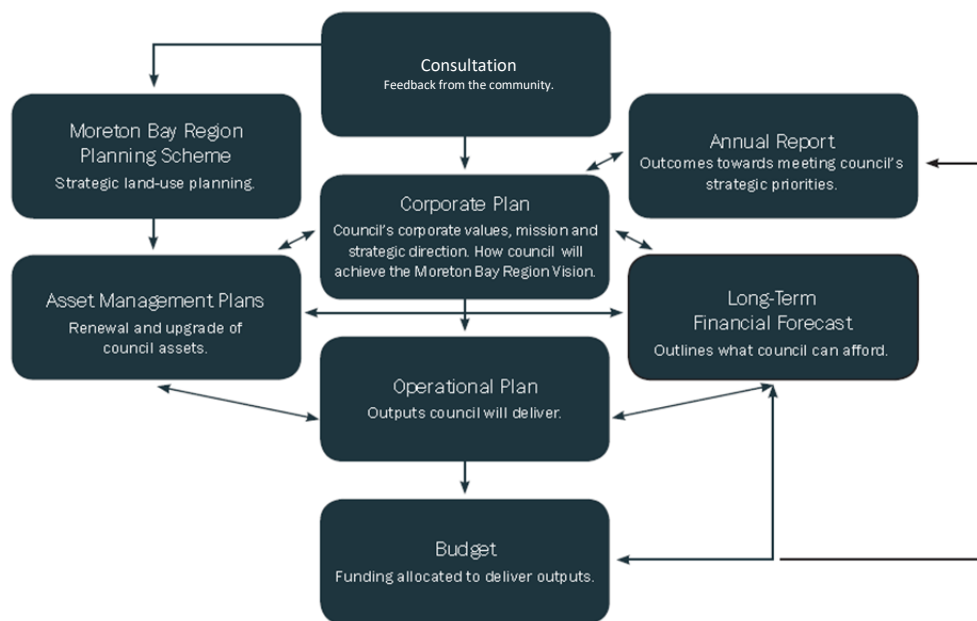 Consultation
Feedback from the community.
Moreton Bay Region
Planning Scheme
Strategic land-use planning.
Annual Report
Outcomes towards meeting council's
strategic priorities.
Corporate Plan
Council's corporate values, mission and
strategic direction. How council will
achieve the Moreton Bay Region Vision.
Asset Management Plans
Renewal and upgrade of
council assets.
Long-Term
Financial Forecast
Outlines what council can afford.
Operational Plan
Outputs council will deliver.
Budget
Funding allocated to deliver outputs.